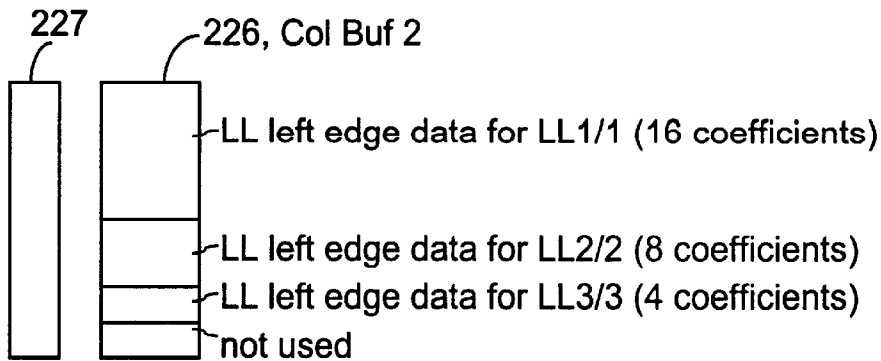 227
226, Col Buf 2
LL left edge data for LL1/1 (16 coefficients)
LL left edge data for LL2/2 (8 coefficients)
LL left edge data for LL3/3 (4 coefficients)
not used